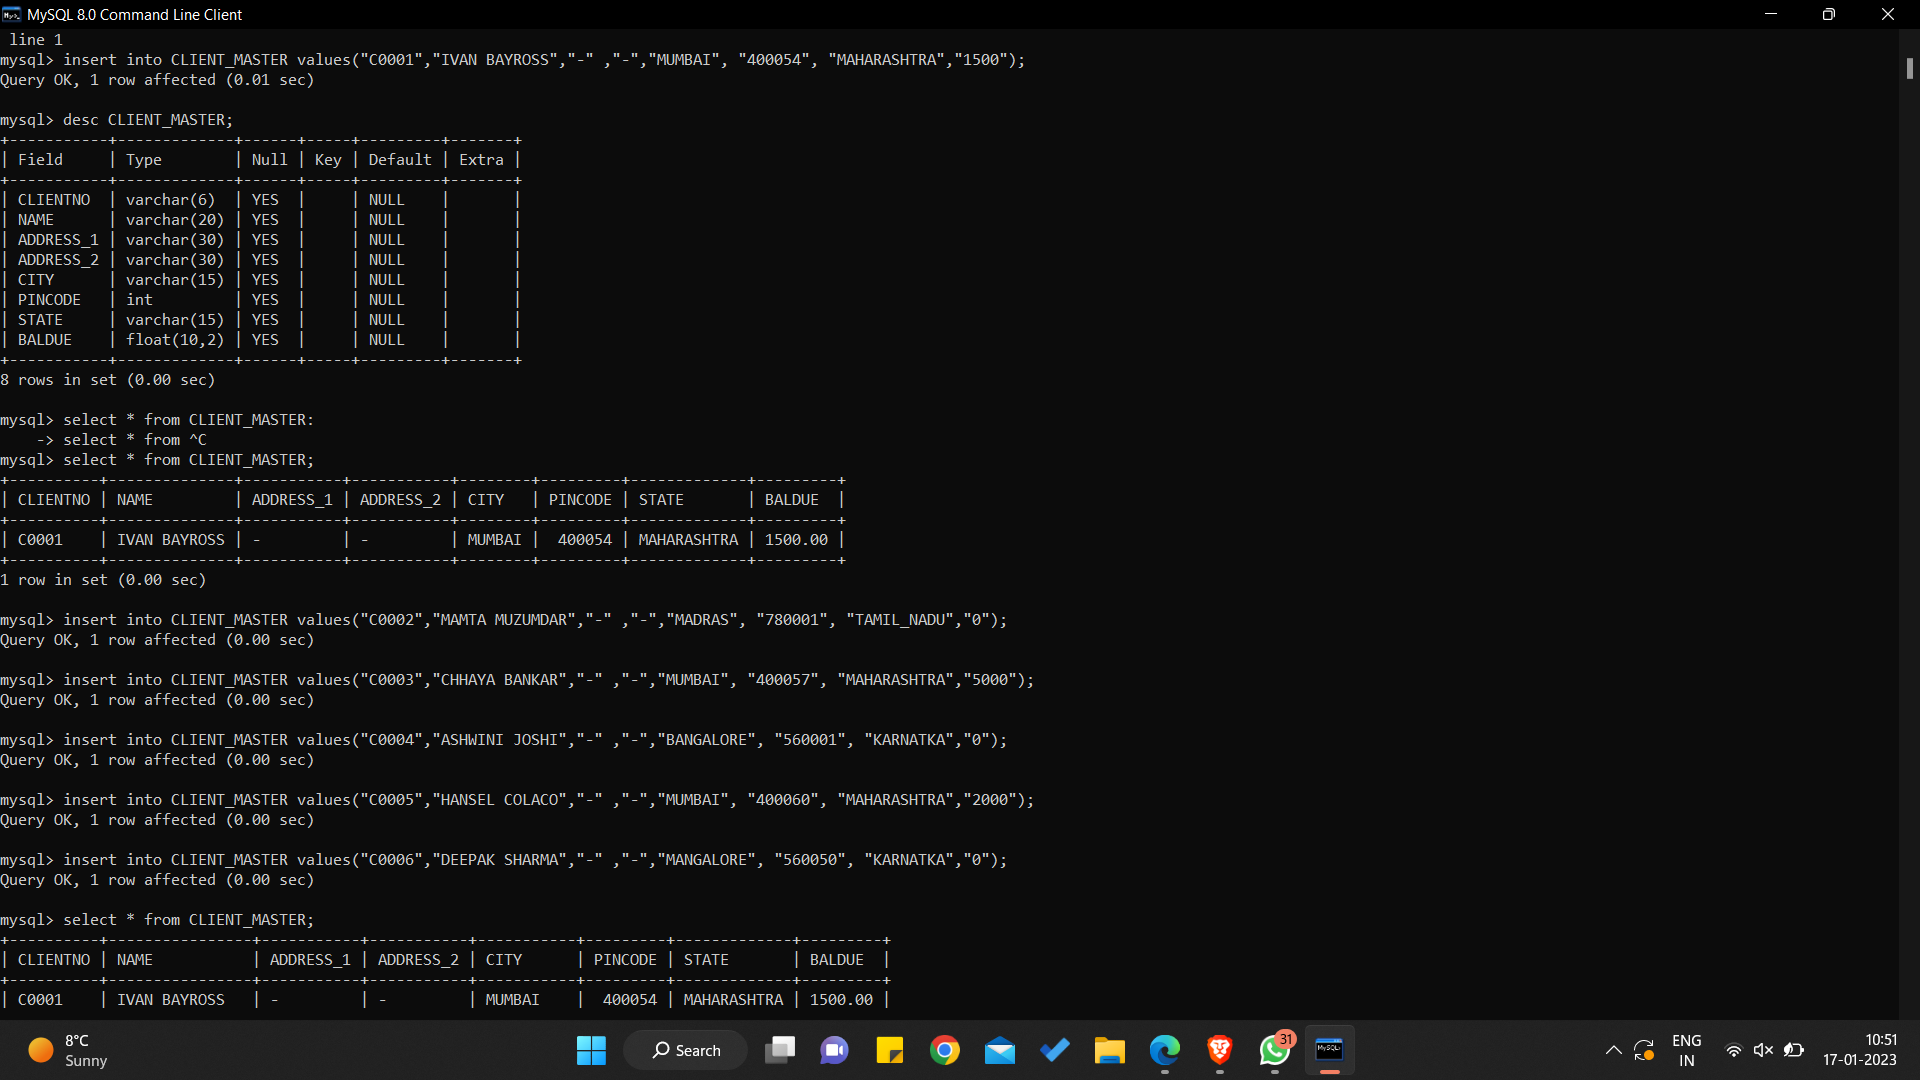 MySQL 8.0 Command Line Client
line 1
mysql> insert into CLIENT_MASTER values("C0001","IVAN BAYROSS","-" ,"-","MUMBAI", "400054", "MAHARASHTRA","1500");
Query OK, 1 row affected (0.01 sec)
mysql> desc CLIENT_MASTER;
+-----------+-------------+------+-----+---------+-------+
| Field     | Type        | Null | Key | Default | Extra |
+-----------+-------------+------+-----+---------+-------+
| CLIENTNO  | varchar(6)  | YES  |     | NULL    |       |
| NAME      | varchar(20) | YES  |     | NULL    |       |
| ADDRESS_1 | varchar(30) | YES  |     | NULL    |       |
| ADDRESS_2 | varchar(30) | YES  |     | NULL    |       |
| CITY      | varchar(15) | YES  |     | NULL    |       |
| PINCODE   | int         | YES  |     | NULL    |       |
| STATE     | varchar(15) | YES  |     | NULL    |       |
| BALDUE    | float(10,2) | YES  |     | NULL    |       |
+-----------+-------------+------+-----+---------+-------+
8 rows in set (0.00 sec)
mysql> select * from CLIENT_MASTER:
    -> select * from ^C
mysql> select * from CLIENT_MASTER;
+----------+--------------+-----------+-----------+--------+---------+-------------+---------+
| CLIENTNO | NAME         | ADDRESS_1 | ADDRESS_2 | CITY   | PINCODE | STATE       | BALDUE  |
+----------+--------------+-----------+-----------+--------+---------+-------------+---------+
| C0001    | IVAN BAYROSS | -         | -         | MUMBAI |  400054 | MAHARASHTRA | 1500.00 |
+----------+--------------+-----------+-----------+--------+---------+-------------+---------+
1 row in set (0.00 sec)
mysql> insert into CLIENT_MASTER values("C0002","MAMTA MUZUMDAR","-" ,"-","MADRAS", "780001", "TAMIL_NADU","0");
Query OK, 1 row affected (0.00 sec)
mysql> insert into CLIENT_MASTER values("C0003","CHHAYA BANKAR","-" ,"-","MUMBAI", "400057", "MAHARASHTRA","5000");
Query OK, 1 row affected (0.00 sec)
mysql> insert into CLIENT_MASTER values("C0004","ASHWINI JOSHI","-" ,"-","BANGALORE", "560001", "KARNATKA","0");
Query OK, 1 row affected (0.00 sec)
mysql> insert into CLIENT_MASTER values("C0005","HANSEL COLACO","-" ,"-","MUMBAI", "400060", "MAHARASHTRA","2000");
Query OK, 1 row affected (0.00 sec)
mysql> insert into CLIENT_MASTER values("C0006","DEEPAK SHARMA","-" ,"-","MANGALORE", "560050", "KARNATKA","0");
Query OK, 1 row affected (0.00 sec)
mysql> select * from CLIENT_MASTER;
+----------+----------------+-----------+-----------+-----------+---------+-------------+---------+
| CLIENTNO | NAME           | ADDRESS_1 | ADDRESS_2 | CITY      | PINCODE | STATE       | BALDUE  |
+----------+----------------+-----------+-----------+-----------+---------+-------------+---------+
| C0001    | IVAN BAYROSS   | -         | -         | MUMBAI    |  400054 | MAHARASHTRA | 1500.00 |
8°C
Sunny
Search
31
MySQL
ENG
IN
10:51
17-01-2023